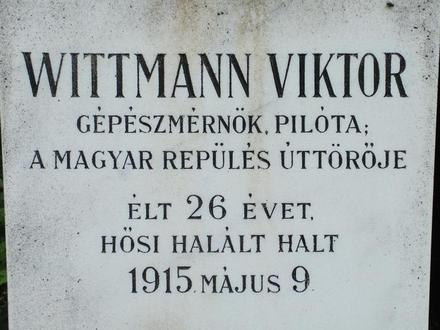 WITTMANN VIKTOR
GÉPÉSZMÉRNÖK, PILÓTA;
A MAGYAR REPÜLÉS ÚTTÖRŐJE
ÉLT 26 ÉVET,
HŐSI HALÁLT HALT
1915. MÁJUS 9.